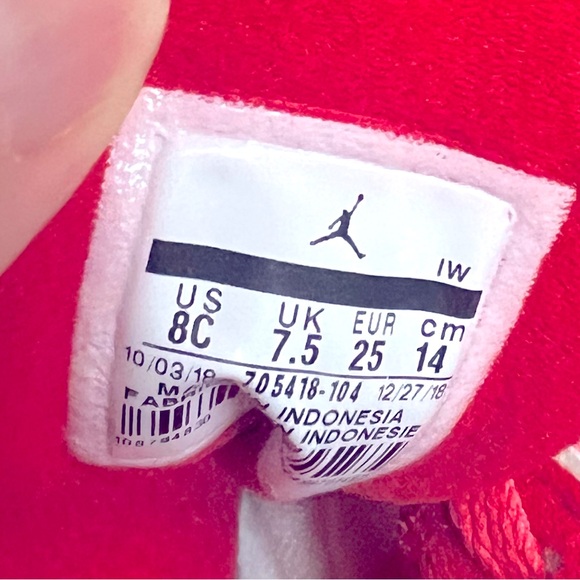 IW
US UK EUR cm
8C 7.5 25 14
10/03/18 705418-104 12/27/18
INDONESIA
INDONESIE